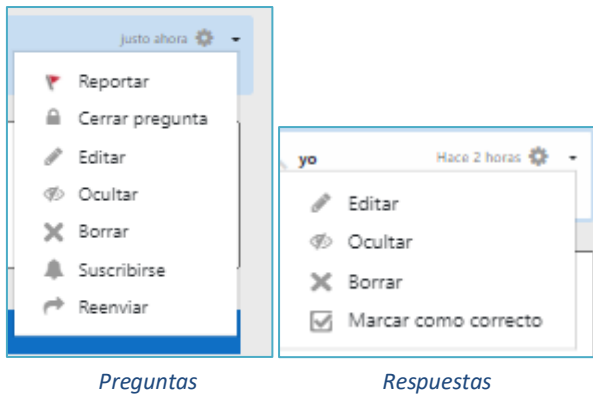 justo ahora
Reportar
Cerrar pregunta
Editar
Ocultar
Borrar
Suscribirse
Reenviar
Preguntas
yo Hace 2 horas
Editar
Ocultar
Borrar
Marcar como correcto
Respuestas